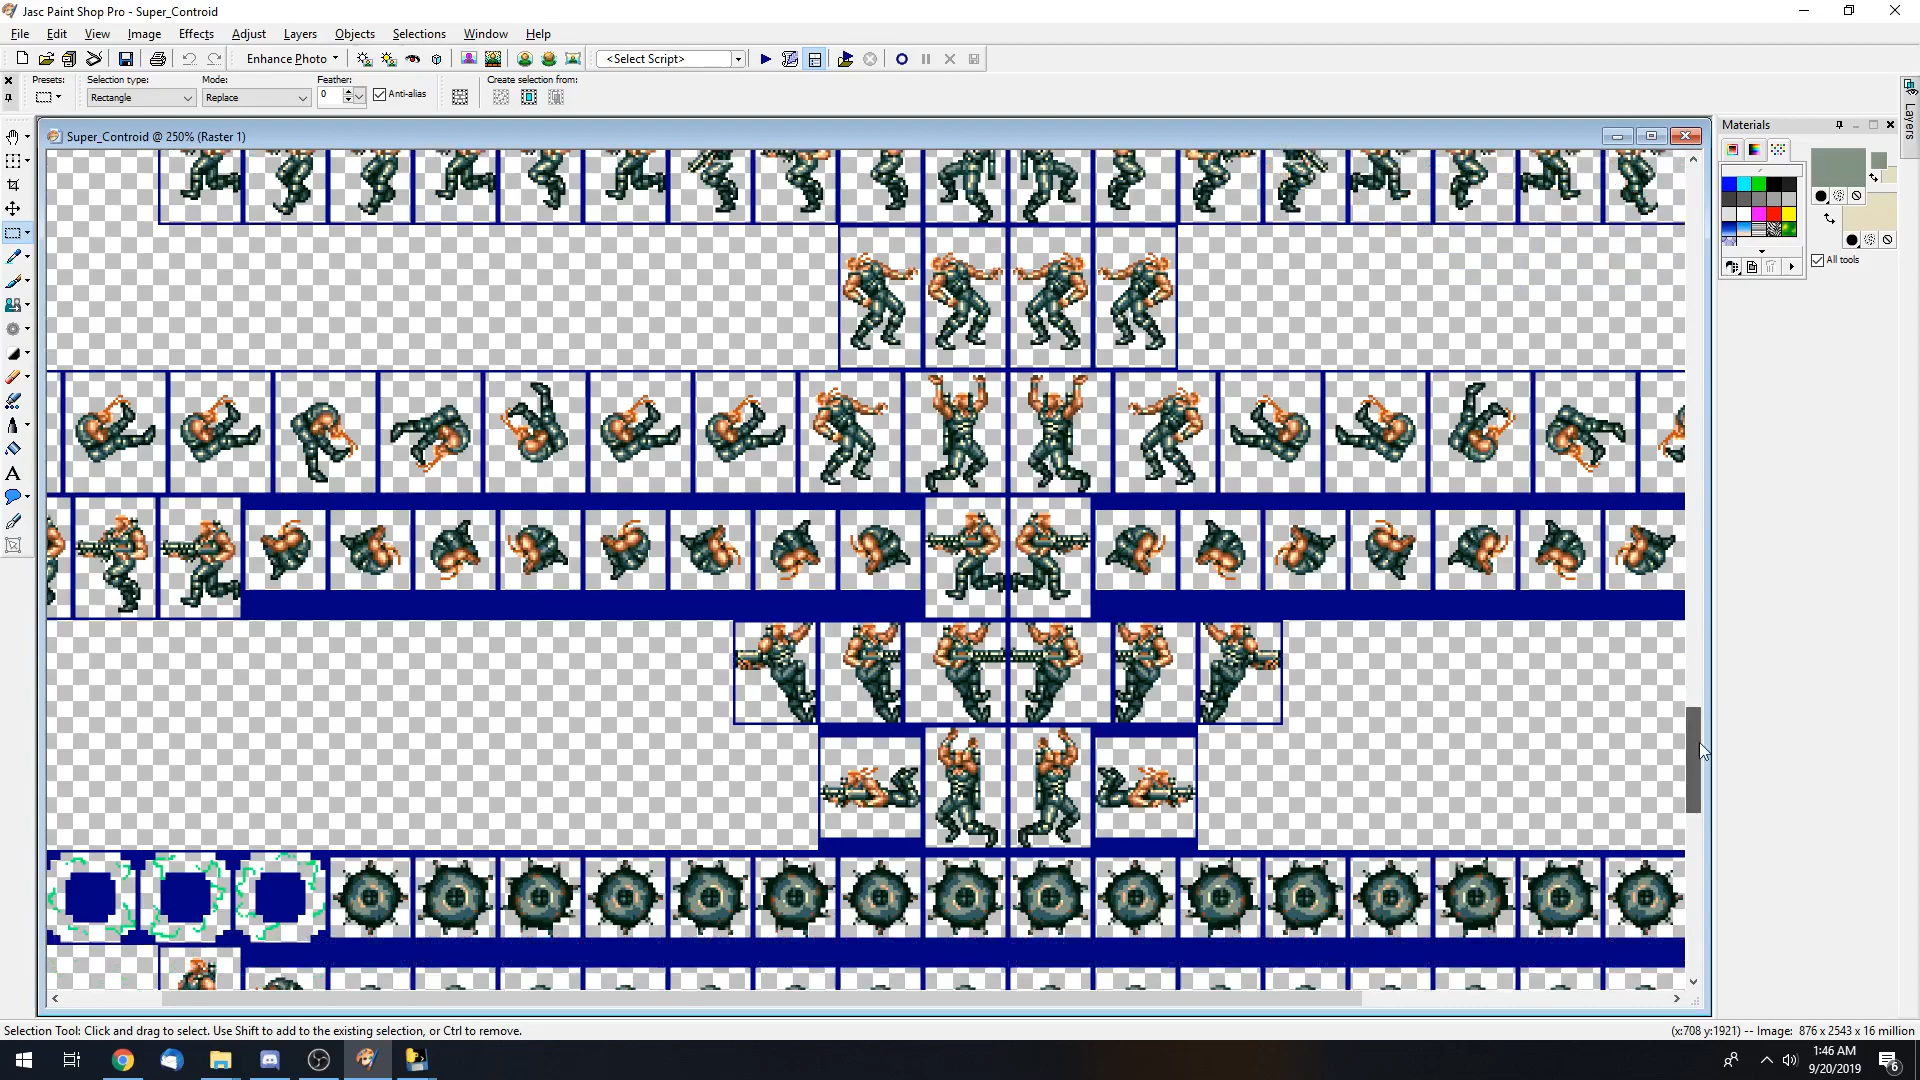 Jasc Paint Shop Pro - Super_Controid
File Edit View Image Effects Adjust Layers Objects Selections Window Help
Enhance Photo <Select Script>
Presets: Selection type: Mode: Feather: Create selection from:
Rectangle Replace 0 Anti-alias
Super_Controid @ 250% (Raster 1)
Materials
Layers
All tools
Selection Tool: Click and drag to select. Use Shift to add to the existing selection, or Ctrl to remove.
(x:708 y:1921) -- Image: 876 x 2543 x 16 million
1:46 AM
9/20/2019
6